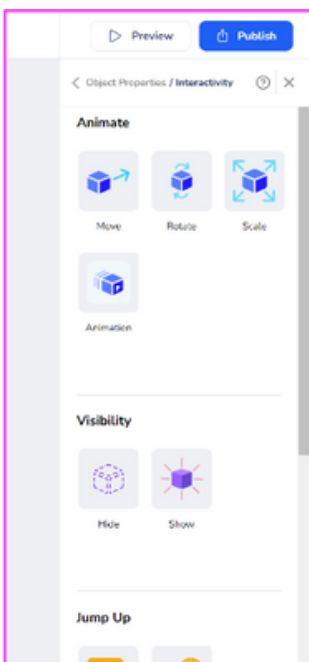 Preview Publish
Object Properties / Interactivity
Animate
Move Rotate Scale
Animation
Visibility
Hide Show
Jump Up